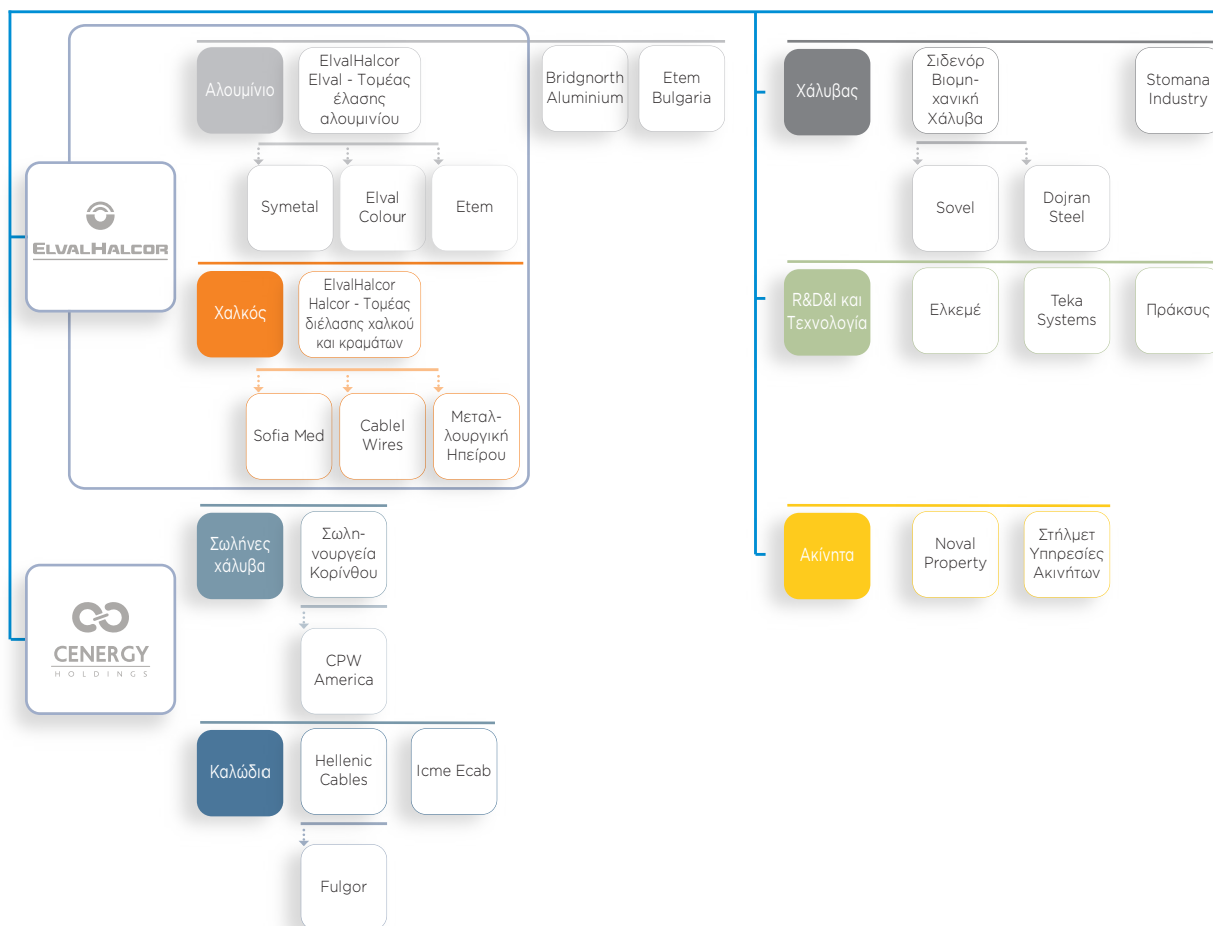 Αλουμίνιο
ElvalHalcor
Elval - Τομέας
έλασης
αλουμινίου
Bridgnorth
Aluminium
Etem
Bulgaria
Symetal
Elval
Colour
Etem
ELVALHALCOR
Χαλκός
ElvalHalcor
Halcor - Τομέας
διέλασης χαλκού
και κραμάτων
Sofia Med
Cablel
Wires
Μεταλ-
λουργική
Ηπείρου
CENERGY
HOLDINGS
Σωλήνες
χάλυβα
Σωλη-
νουργεία
Κορίνθου
CPW
America
Καλώδια
Hellenic
Cables
Icme Ecab
Fulgor
Χάλυβας
Σιδενόρ
Βιομη-
χανική
Χάλυβα
Stomana
Industry
Sovel
Dojran
Steel
R&D&I και
Τεχνολογία
Ελκεμέ
Teka
Systems
Πράκσυς
Ακίνητα
Noval
Property
Στήλμετ
Υπηρεσίες
Ακινήτων